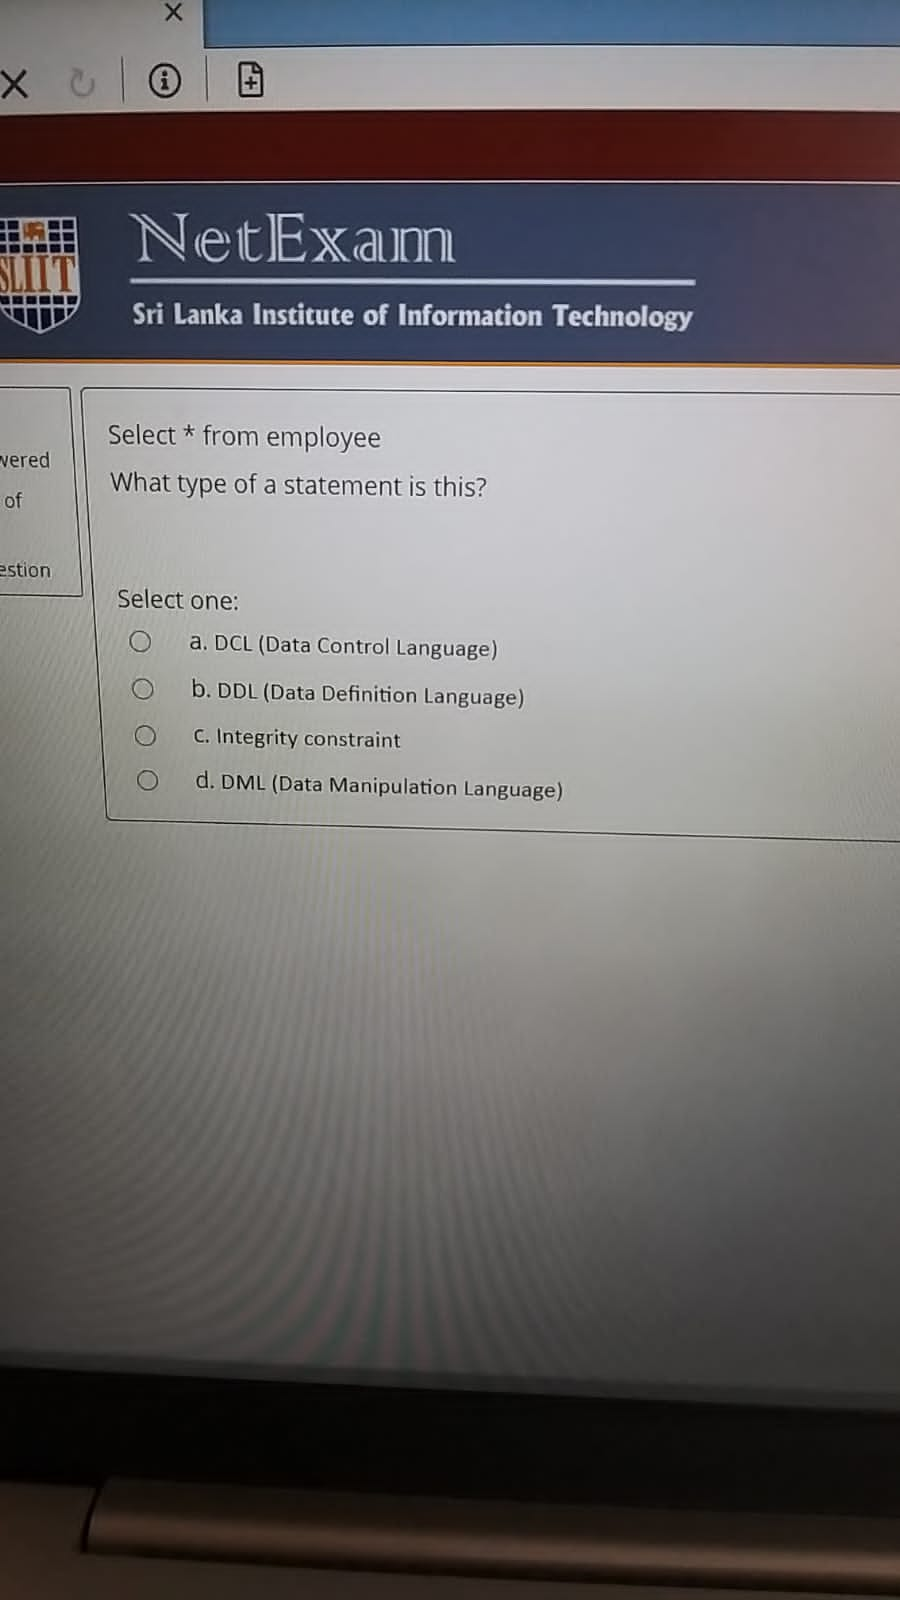 NetExam
SLIIT
Sri Lanka Institute of Information Technology
wered
of
estion
Select * from employee
What type of a statement is this?
Select one:
a. DCL (Data Control Language)
b. DDL (Data Definition Language)
c. Integrity constraint
d. DML (Data Manipulation Language)